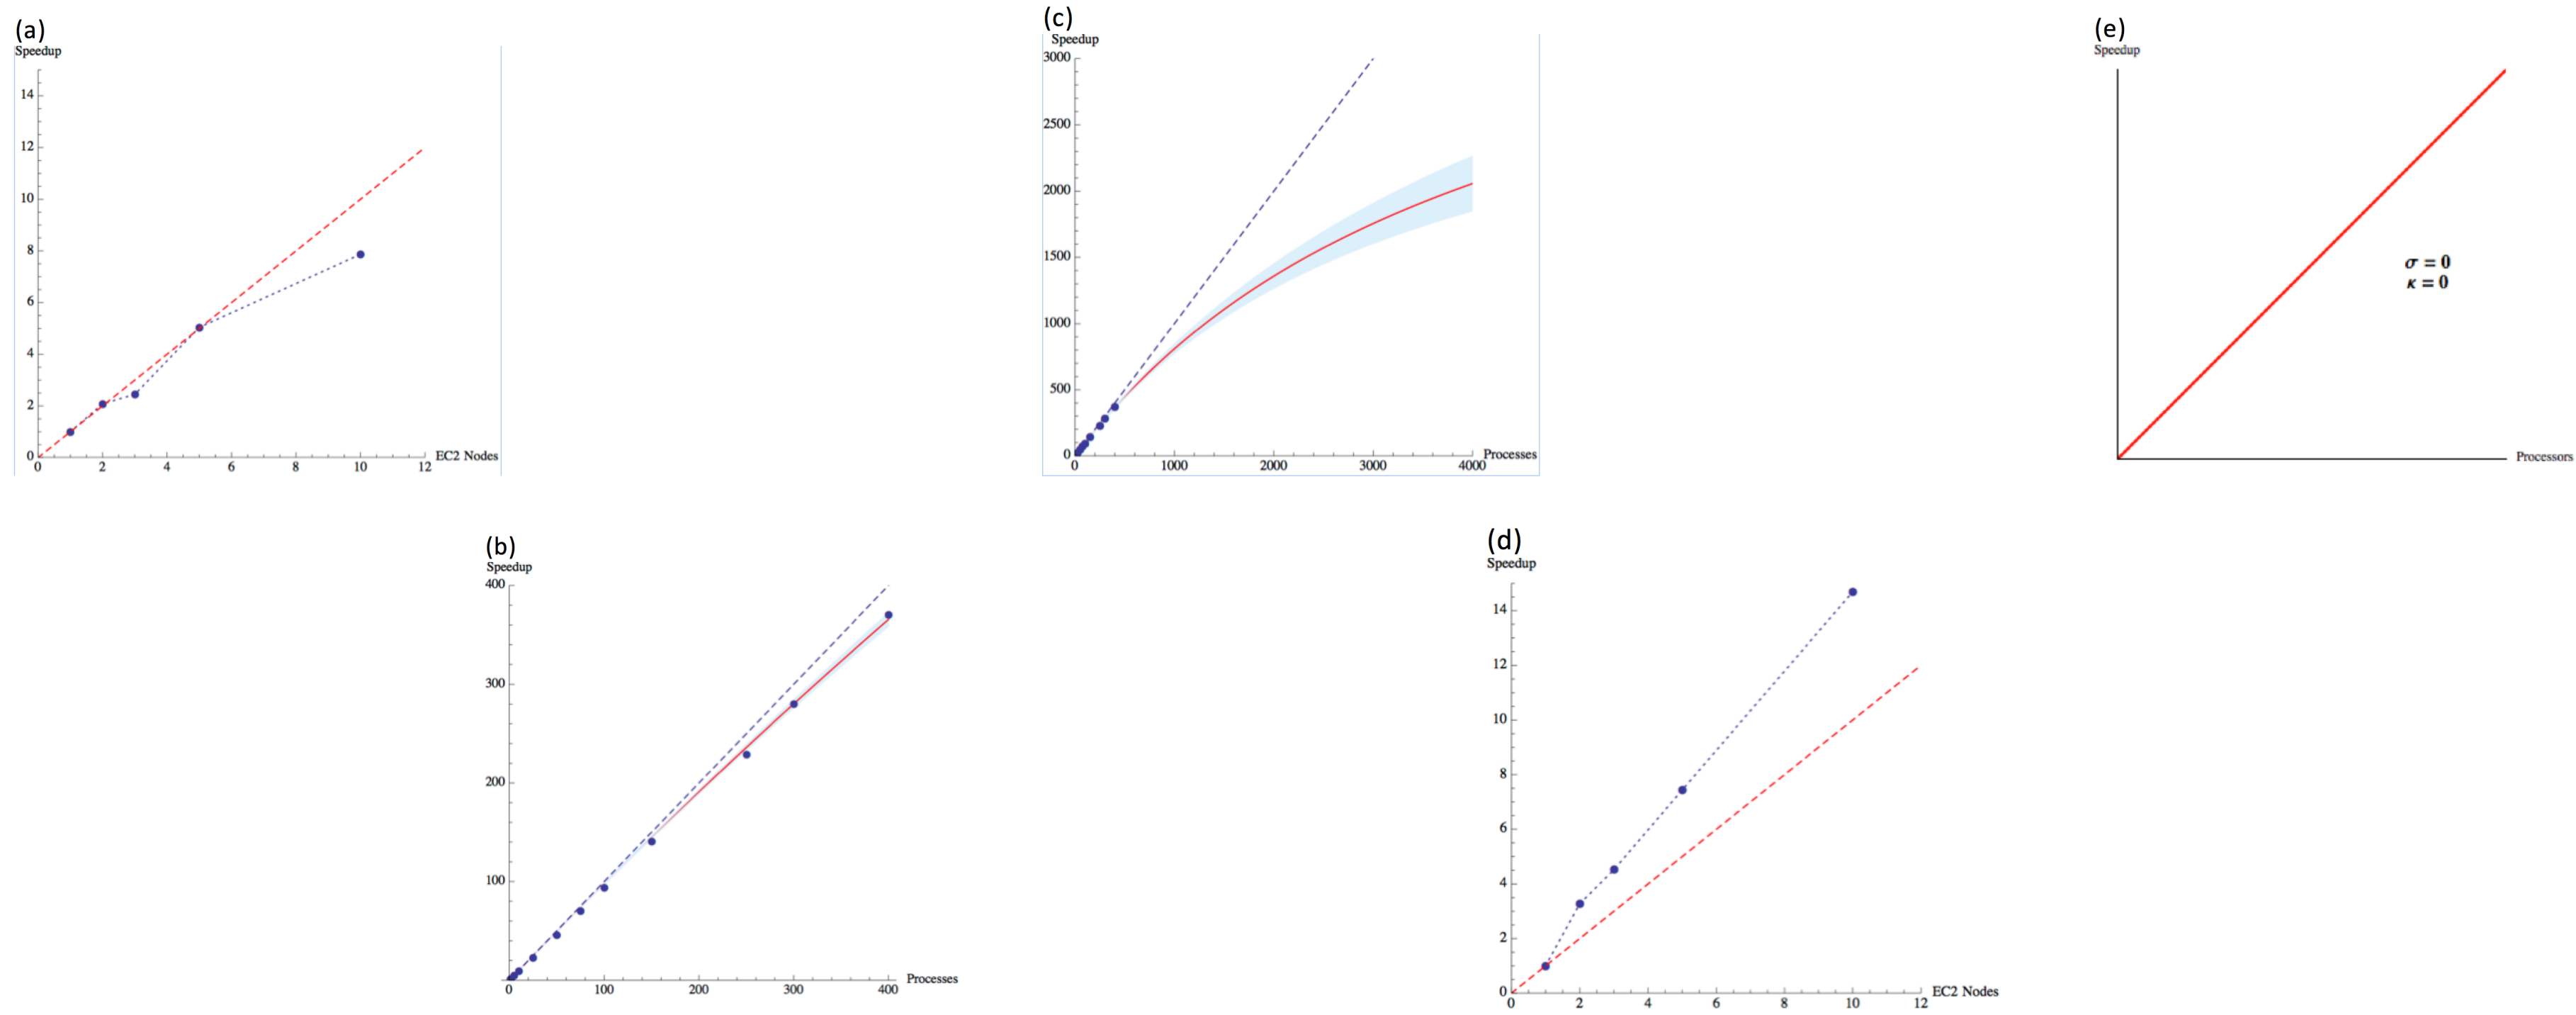 (a)
Speedup
14
12
10
8
6
4
2
0
0 2 4 6 8 10 12 EC2 Nodes
(c)
Speedup
3000
2500
2000
1500
1000
500
0
0 1000 2000 3000 4000 Processes
(e)
Speedup
σ = 0
κ = 0
Processors
(b)
Speedup
400
300
200
100
0 100 200 300 400 Processes
(d)
Speedup
14
12
10
8
6
4
2
0
0 2 4 6 8 10 12 EC2 Nodes